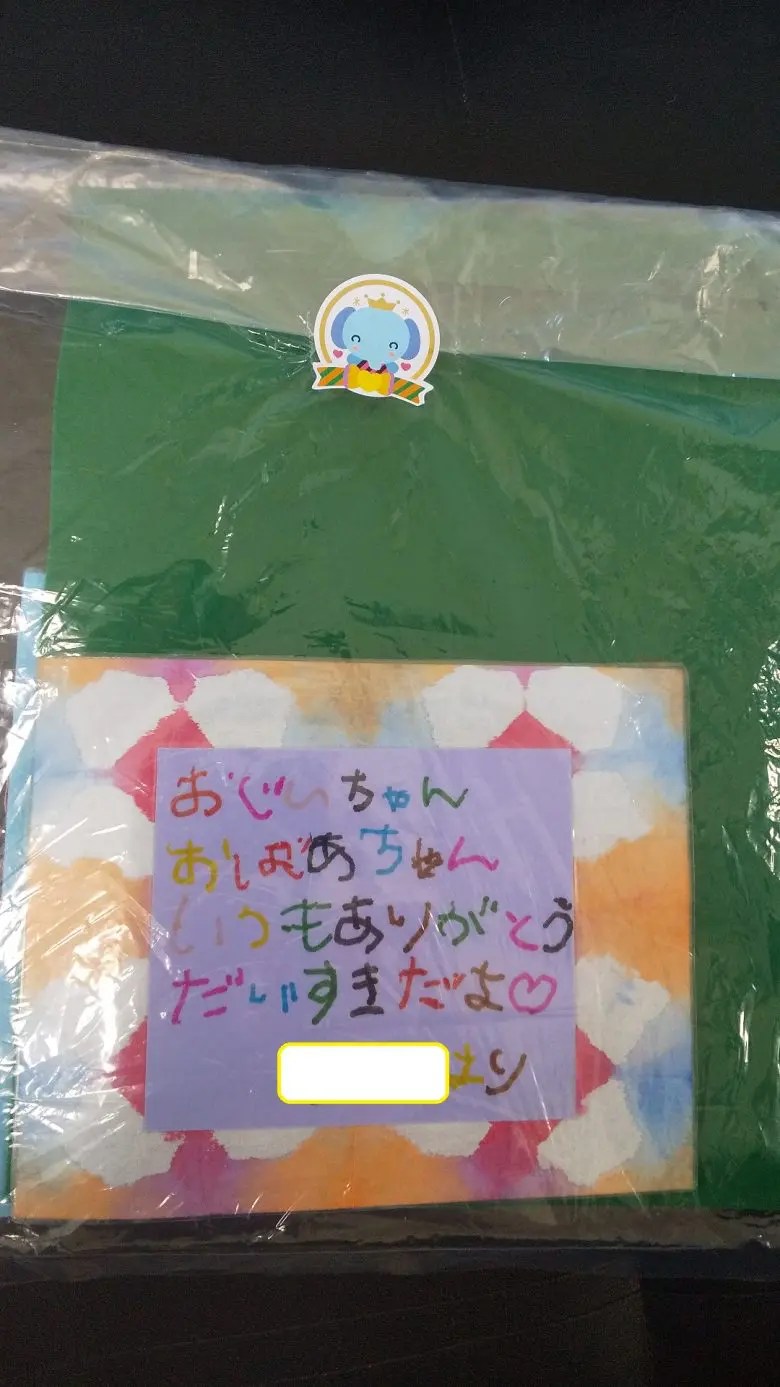 おじいちゃん
おばあちゃん
いつもありがとう
だいすきだよ♡
より